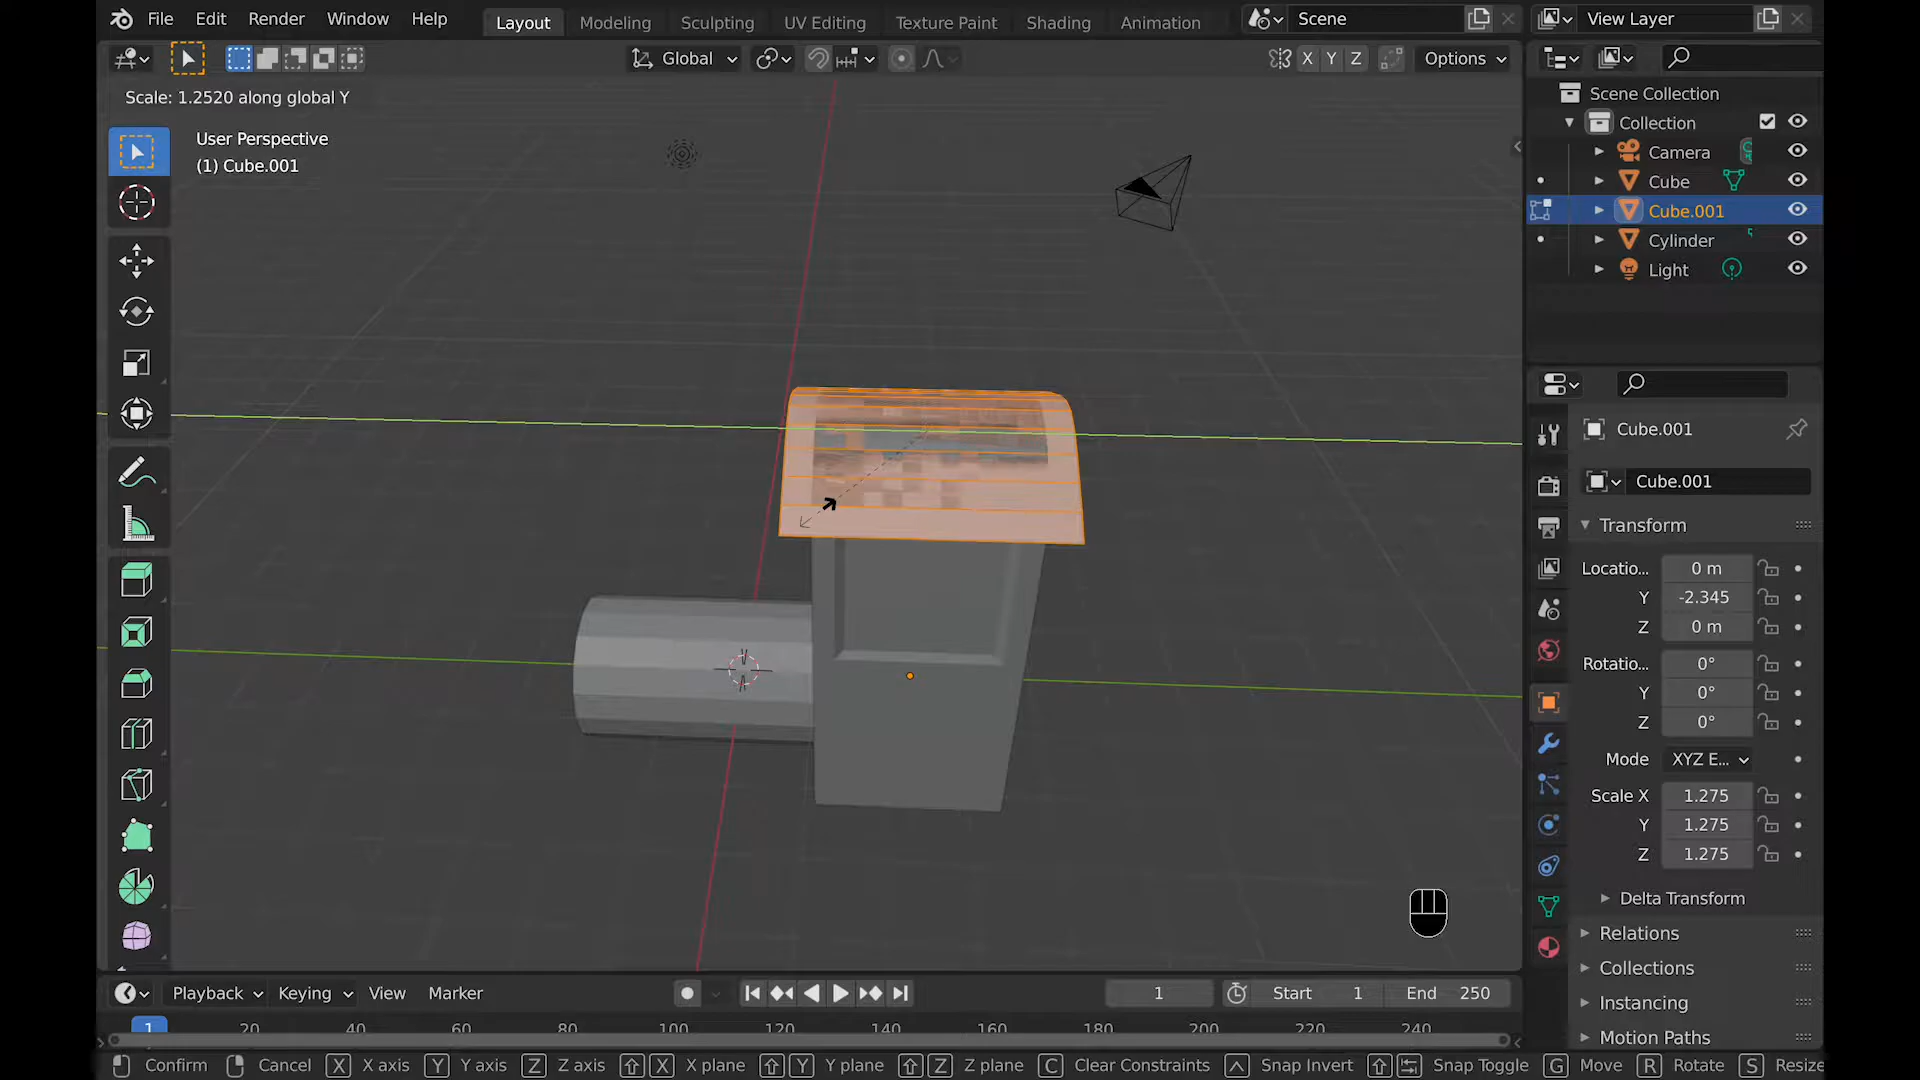 File Edit Render Window Help
Layout Modeling Sculpting UV Editing Texture Paint Shading Animation
Scene
View Layer
Global
X Y Z
Options
Scale: 1.2520 along global Y
User Perspective
(1) Cube.001
Scene Collection
Collection
Camera
Cube
Cube.001
Cylinder
Light
Cube.001
Cube.001
Transform
Locatio... 0 m
Y -2.345
Z 0 m
Rotatio... 0°
Y 0°
Z 0°
Mode XYZ E...
Scale X 1.275
Y 1.275
Z 1.275
Delta Transform
Relations
Collections
Instancing
Motion Paths
Playback Keying View Marker
1
Start 1
End 250
1 20 40 60 80 100 120 140 160 180 200 220 240
Confirm Cancel X X axis Y Y axis Z Z axis X X plane Y Y plane Z Z plane C Clear Constraints Snap Invert Snap Toggle G Move R Rotate S Resize